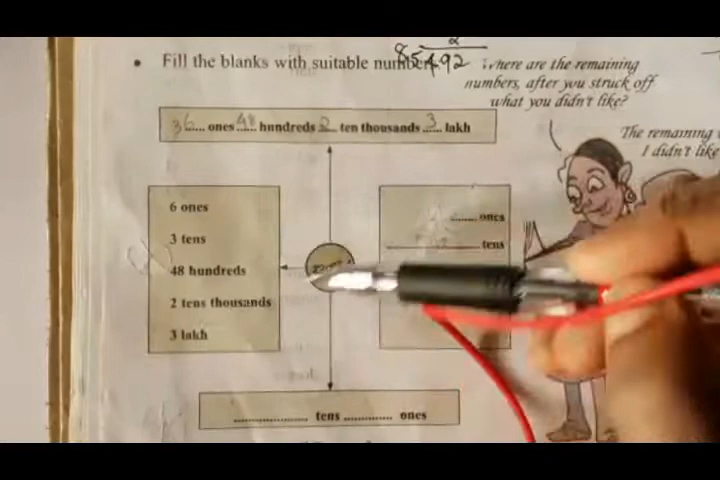 85492
• Fill the blanks with suitable number
Where are the remaining
numbers, after you struck off
what you didn't like?
36 ones 48 hundreds 2 ten thousands 3 lakh
The remaining
I didn't like
6 ones
3 tens
48 hundreds
2 tens thousands
3 lakh
........ ones
.................... tens
.................... tens ............. ones